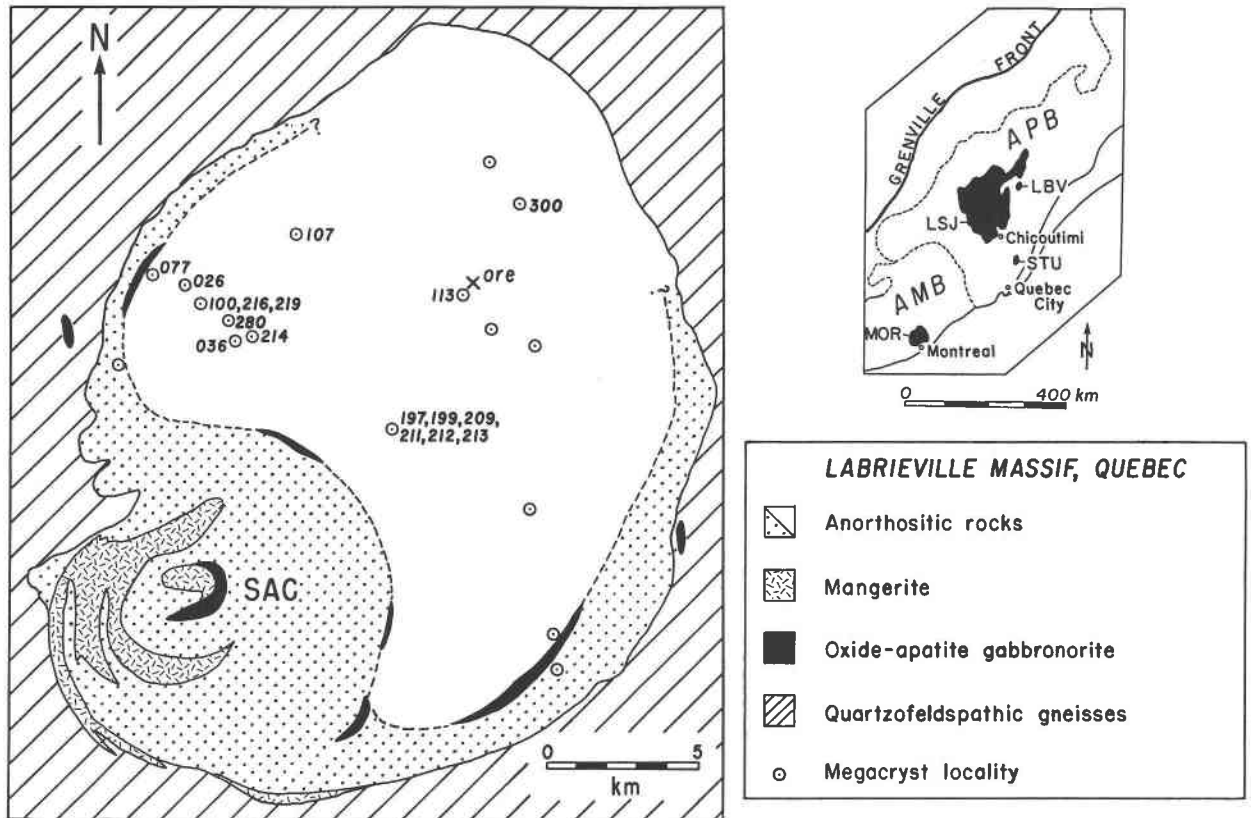 N
?
300
107
077
026
ore
?
100,216,219
113
280
214
036
197,199,209,
211,212,213
SAC
0 5
km
GRENVILLE FRONT
APB
LBV
LSJ
Chicoutimi
STU
AMB
Quebec
City
MOR
Montreal
N
0 400 km
LABRIEVILLE MASSIF, QUEBEC
Anorthositic rocks
Mangerite
Oxide-apatite gabbronorite
Quartzofeldspathic gneisses
Megacryst locality